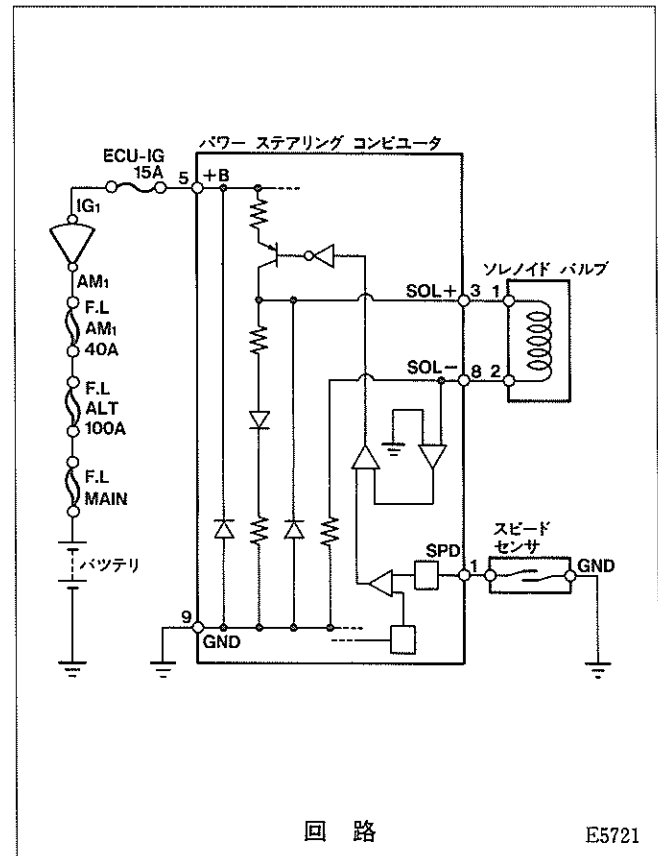 パワー ステアリング コンピュータ
ECU-IG
15A
5
+B
IG1
AM1
F.L
AM1
40A
F.L
ALT
100A
F.L
MAIN
バッテリ
9
GND
SOL+
3
1
ソレノイド バルブ
SOL-
8
2
SPD
1
スピード
センサ
GND
回 路
E5721